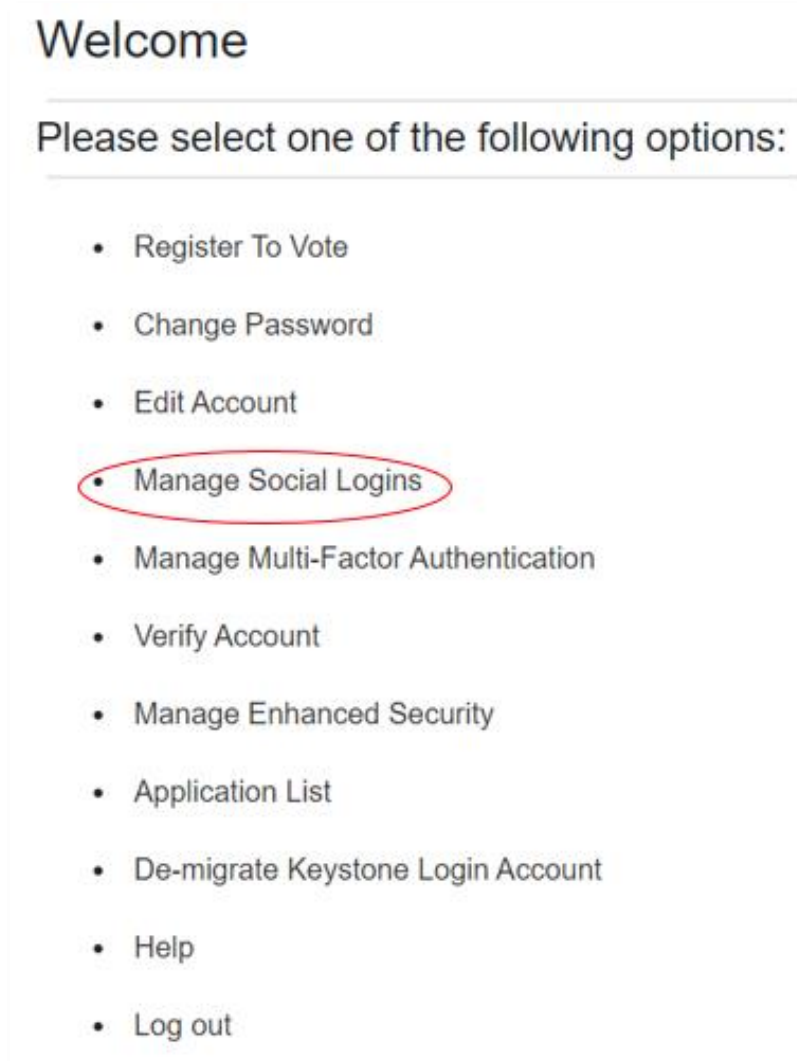 Welcome
Please select one of the following options:
• Register To Vote
• Change Password
• Edit Account
• Manage Social Logins
• Manage Multi-Factor Authentication
• Verify Account
• Manage Enhanced Security
• Application List
• De-migrate Keystone Login Account
• Help
• Log out